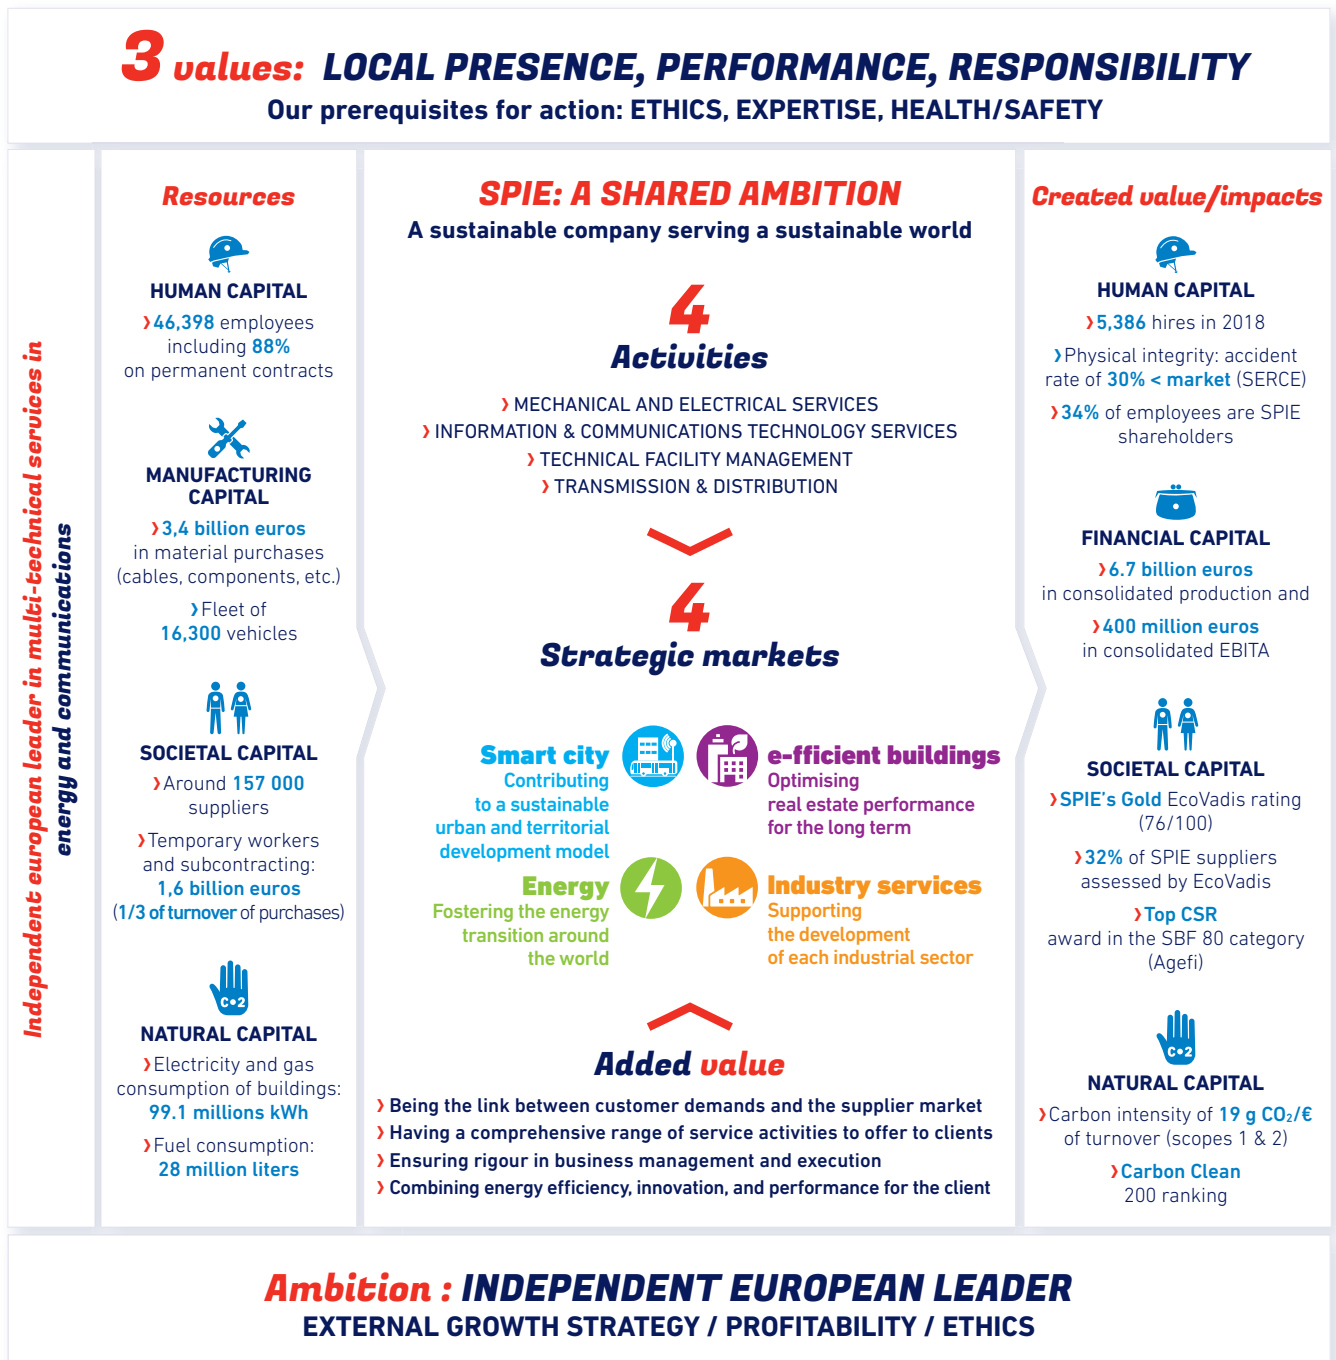 3 values: LOCAL PRESENCE, PERFORMANCE, RESPONSIBILITY
Our prerequisites for action: ETHICS, EXPERTISE, HEALTH/SAFETY
Independent european leader in multi-technical services in
energy and communications
Resources
HUMAN CAPITAL
❯46,398 employees
including 88%
on permanent contracts
MANUFACTURING
CAPITAL
❯3,4 billion euros
in material purchases
(cables, components, etc.)
❯Fleet of
16,300 vehicles
SOCIETAL CAPITAL
❯Around 157 000
suppliers
❯Temporary workers
and subcontracting:
1,6 billion euros
(1/3 of turnover of purchases)
C•2
NATURAL CAPITAL
❯Electricity and gas
consumption of buildings:
99.1 millions kWh
❯Fuel consumption:
28 million liters
SPIE: A SHARED AMBITION
A sustainable company serving a sustainable world
4
Activities
❯ MECHANICAL AND ELECTRICAL SERVICES
❯ INFORMATION & COMMUNICATIONS TECHNOLOGY SERVICES
❯ TECHNICAL FACILITY MANAGEMENT
❯ TRANSMISSION & DISTRIBUTION
4
Strategic markets
Smart city
Contributing
to a sustainable
urban and territorial
development model
e-fficient buildings
Optimising
real estate performance
for the long term
Energy
Fostering the energy
transition around
the world
Industry services
Supporting
the development
of each industrial sector
Added value
❯ Being the link between customer demands and the supplier market
❯ Having a comprehensive range of service activities to offer to clients
❯ Ensuring rigour in business management and execution
❯ Combining energy efficiency, innovation, and performance for the client
Created value/impacts
HUMAN CAPITAL
❯5,386 hires in 2018
❯Physical integrity: accident
rate of 30% < market (SERCE)
❯34% of employees are SPIE
shareholders
FINANCIAL CAPITAL
❯6.7 billion euros
in consolidated production and
❯400 million euros
in consolidated EBITA
SOCIETAL CAPITAL
❯SPIE's Gold EcoVadis rating
(76/100)
❯32% of SPIE suppliers
assessed by EcoVadis
❯Top CSR
award in the SBF 80 category
(Agefi)
C•2
NATURAL CAPITAL
❯Carbon intensity of 19 g CO₂/€
of turnover (scopes 1 & 2)
❯Carbon Clean
200 ranking
Ambition : INDEPENDENT EUROPEAN LEADER
EXTERNAL GROWTH STRATEGY / PROFITABILITY / ETHICS